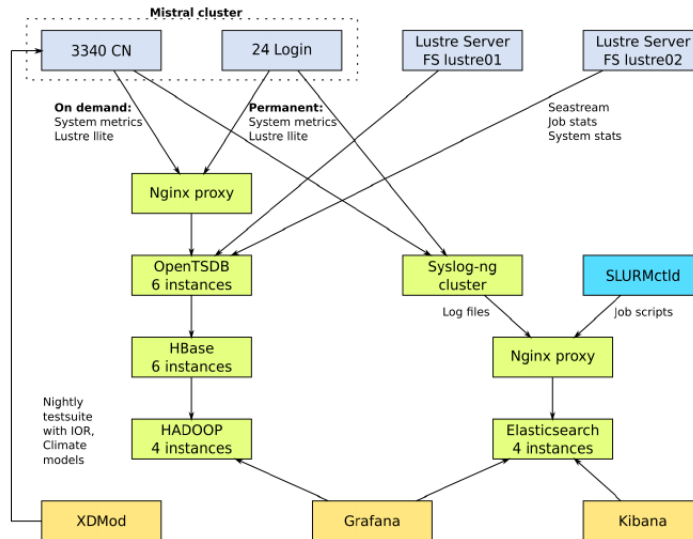 Mistral cluster
3340 CN
24 Login
Lustre Server
FS lustre01
Lustre Server
FS lustre02
On demand:
System metrics
Lustre llite
Permanent:
System metrics
Lustre llite
Seastream
Job stats
System stats
Nginx proxy
OpenTSDB
6 instances
Syslog-ng
cluster
SLURMctld
Log files
Job scripts
HBase
6 instances
Nginx proxy
Nightly
testsuite
with IOR,
Climate
models
HADOOP
4 instances
Elasticsearch
4 instances
XDMod
Grafana
Kibana